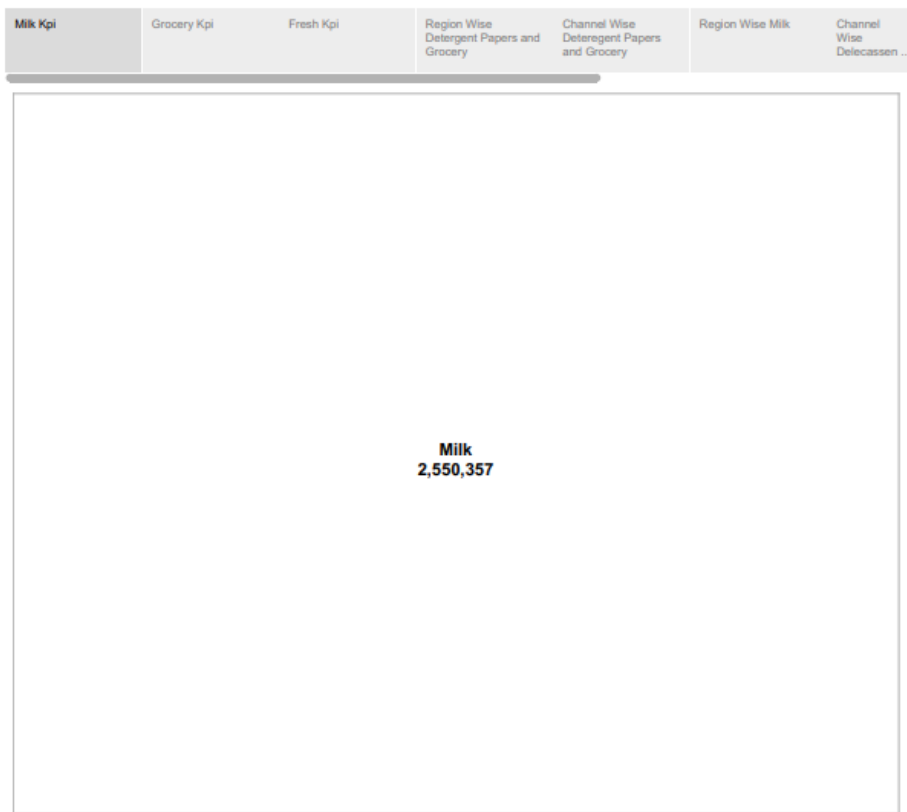 Milk Kpi
Grocery Kpi
Fresh Kpi
Region Wise
Detergent Papers and
Grocery
Channel Wise
Deteregent Papers
and Grocery
Region Wise Milk
Channel
Wise
Delecassen ..
Milk
2,550,357